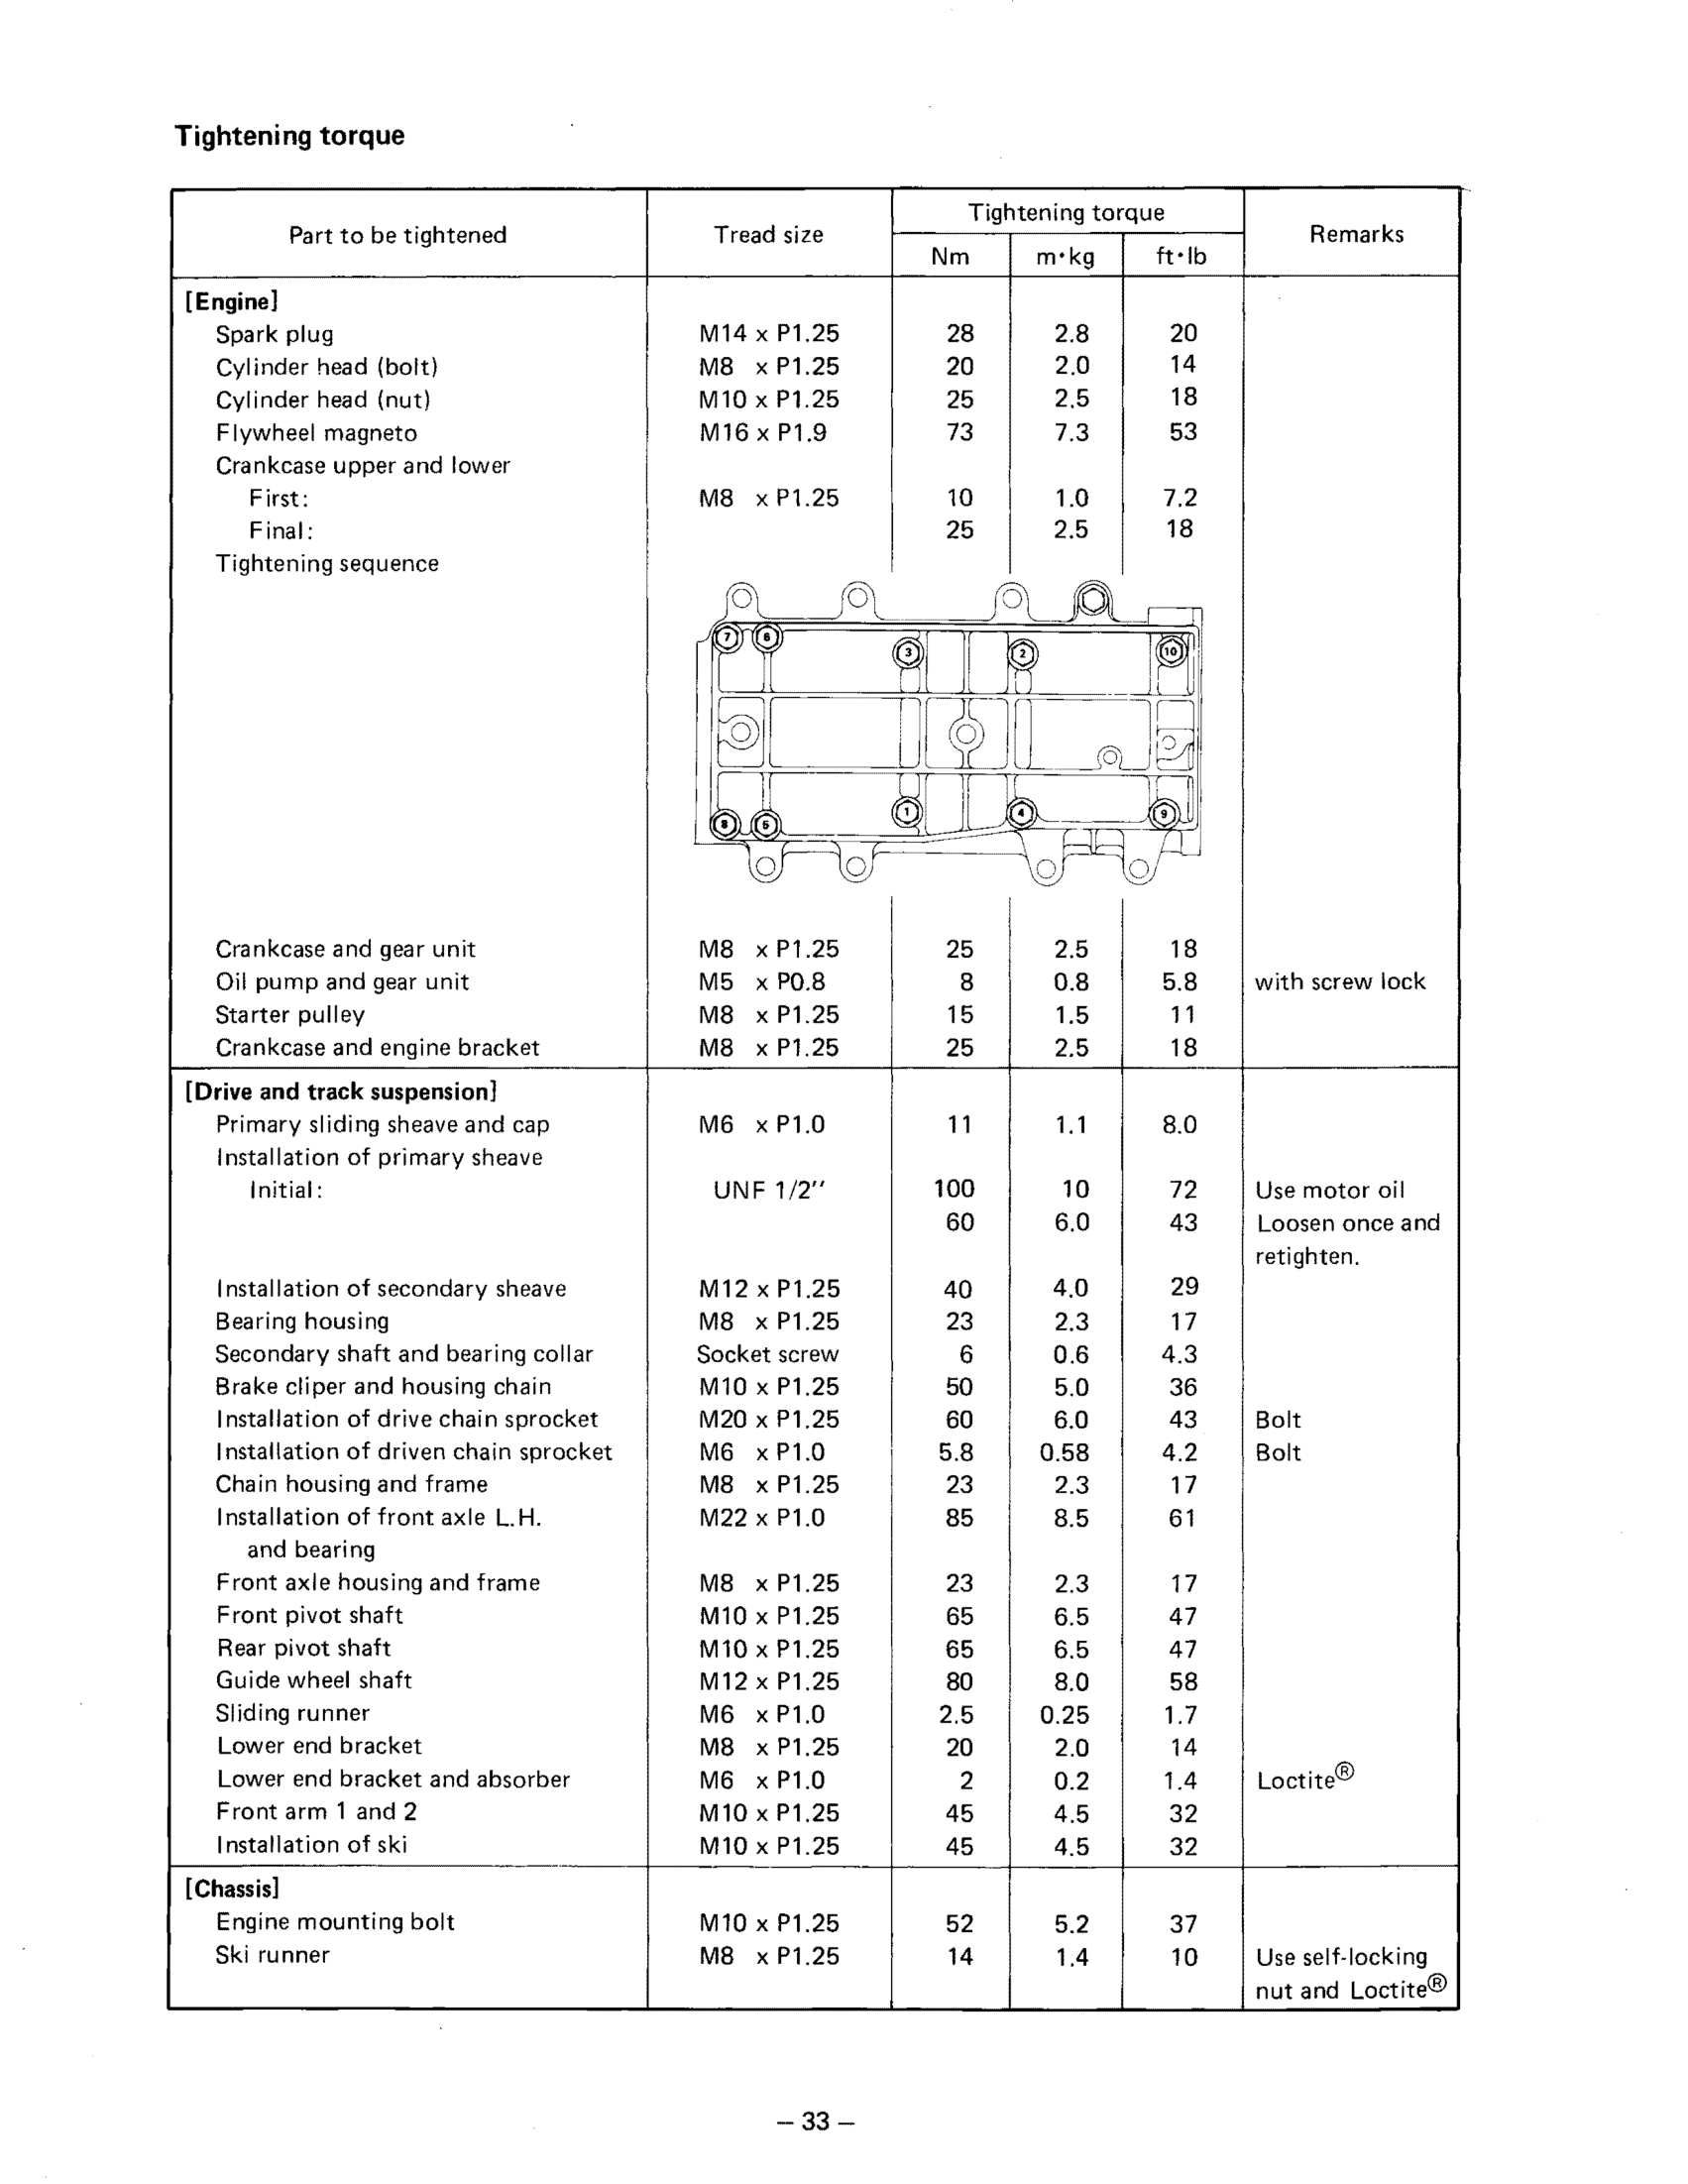 Tightening torque
Part to be tightened Tread size Tightening torque Remarks
Nm m·kg ft·lb
[Engine]
Spark plug M14 x P1.25 28 2.8 20
Cylinder head (bolt) M8 x P1.25 20 2.0 14
Cylinder head (nut) M10 x P1.25 25 2.5 18
Flywheel magneto M16 x P1.9 73 7.3 53
Crankcase upper and lower
First: M8 x P1.25 10 1.0 7.2
Final: 25 2.5 18
Tightening sequence
7 6 3 2 10
8 5 1 4 9
Crankcase and gear unit M8 x P1.25 25 2.5 18
Oil pump and gear unit M5 x P0.8 8 0.8 5.8 with screw lock
Starter pulley M8 x P1.25 15 1.5 11
Crankcase and engine bracket M8 x P1.25 25 2.5 18
[Drive and track suspension]
Primary sliding sheave and cap M6 x P1.0 11 1.1 8.0
Installation of primary sheave
Initial: UNF 1/2" 100 10 72 Use motor oil
60 6.0 43 Loosen once and
retighten.
Installation of secondary sheave M12 x P1.25 40 4.0 29
Bearing housing M8 x P1.25 23 2.3 17
Secondary shaft and bearing collar Socket screw 6 0.6 4.3
Brake cliper and housing chain M10 x P1.25 50 5.0 36
Installation of drive chain sprocket M20 x P1.25 60 6.0 43 Bolt
Installation of driven chain sprocket M6 x P1.0 5.8 0.58 4.2 Bolt
Chain housing and frame M8 x P1.25 23 2.3 17
Installation of front axle L.H. M22 x P1.0 85 8.5 61
and bearing
Front axle housing and frame M8 x P1.25 23 2.3 17
Front pivot shaft M10 x P1.25 65 6.5 47
Rear pivot shaft M10 x P1.25 65 6.5 47
Guide wheel shaft M12 x P1.25 80 8.0 58
Sliding runner M6 x P1.0 2.5 0.25 1.7
Lower end bracket M8 x P1.25 20 2.0 14
Lower end bracket and absorber M6 x P1.0 2 0.2 1.4 Loctite®
Front arm 1 and 2 M10 x P1.25 45 4.5 32
Installation of ski M10 x P1.25 45 4.5 32
[Chassis]
Engine mounting bolt M10 x P1.25 52 5.2 37
Ski runner M8 x P1.25 14 1.4 10 Use self-locking
nut and Loctite®
– 33 –